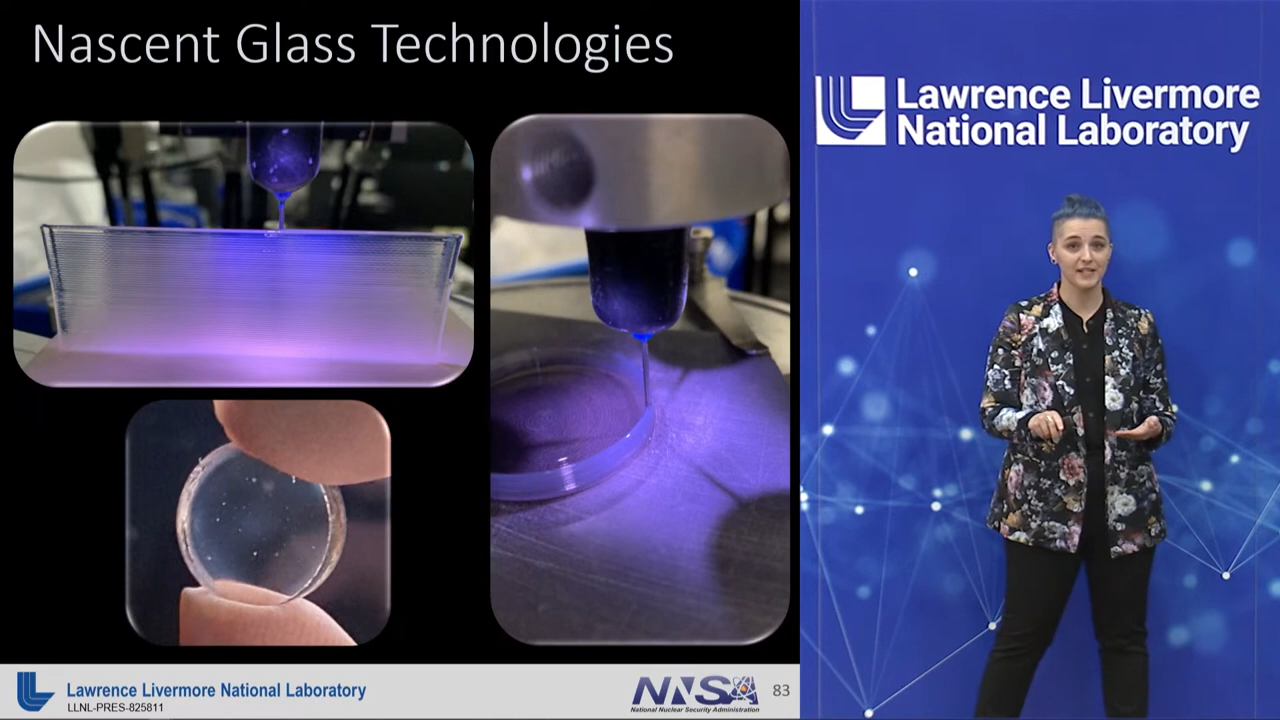 Nascent Glass Technologies
Lawrence Livermore
National Laboratory
Lawrence Livermore National Laboratory
LLNL-PRES-825811
NNSA
National Nuclear Security Administration
83